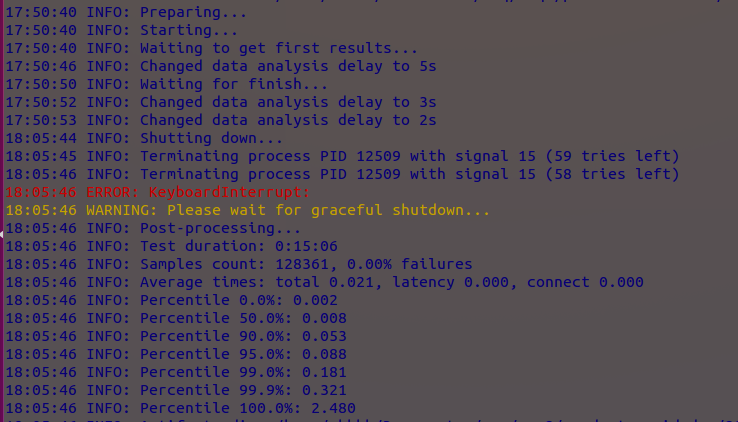 17:50:40 INFO: Preparing...
17:50:40 INFO: Starting...
17:50:40 INFO: Waiting to get first results...
17:50:46 INFO: Changed data analysis delay to 5s
17:50:50 INFO: Waiting for finish...
17:50:52 INFO: Changed data analysis delay to 3s
17:50:53 INFO: Changed data analysis delay to 2s
18:05:44 INFO: Shutting down...
18:05:45 INFO: Terminating process PID 12509 with signal 15 (59 tries left)
18:05:46 INFO: Terminating process PID 12509 with signal 15 (58 tries left)
18:05:46 ERROR: KeyboardInterrupt:
18:05:46 WARNING: Please wait for graceful shutdown...
18:05:46 INFO: Post-processing...
18:05:46 INFO: Test duration: 0:15:06
18:05:46 INFO: Samples count: 128361, 0.00% failures
18:05:46 INFO: Average times: total 0.021, latency 0.000, connect 0.000
18:05:46 INFO: Percentile 0.0%: 0.002
18:05:46 INFO: Percentile 50.0%: 0.008
18:05:46 INFO: Percentile 90.0%: 0.053
18:05:46 INFO: Percentile 95.0%: 0.088
18:05:46 INFO: Percentile 99.0%: 0.181
18:05:46 INFO: Percentile 99.9%: 0.321
18:05:46 INFO: Percentile 100.0%: 2.480